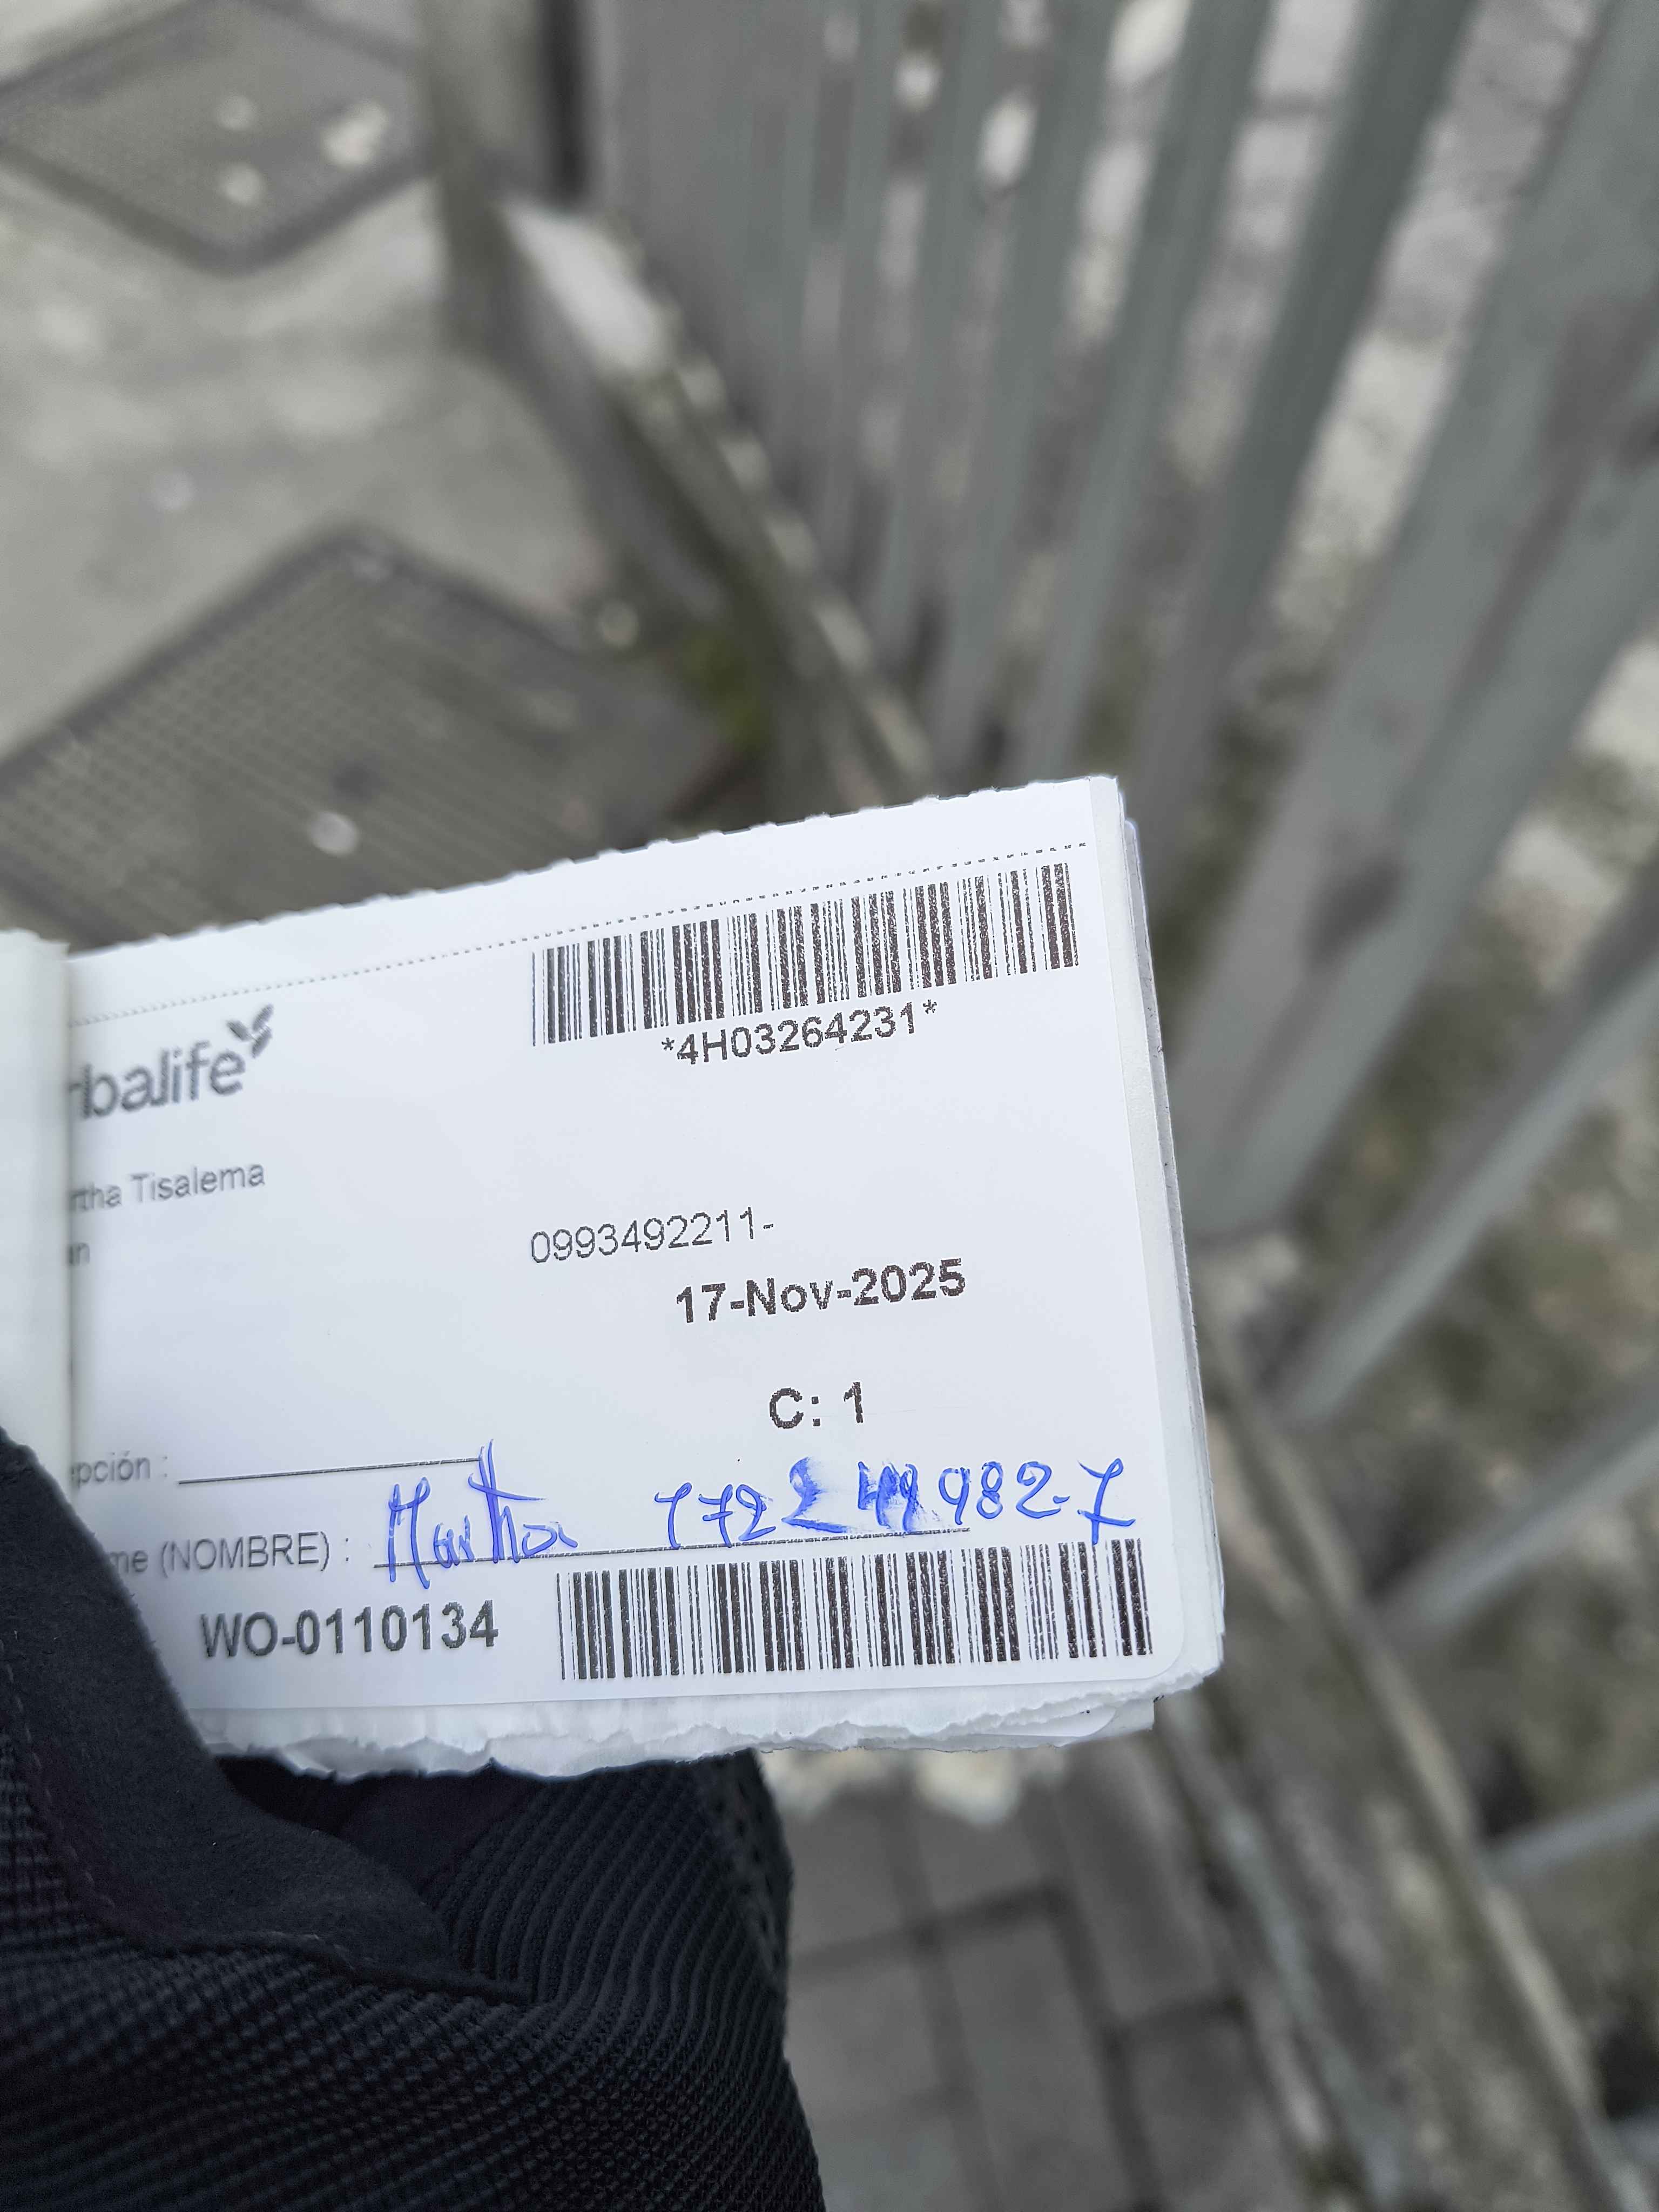 *4H03264231*
rbalife
rtha Tisalema
0993492211-
17-Nov-2025
C: 1
pción :
me (NOMBRE) : Martha
WO-0110134